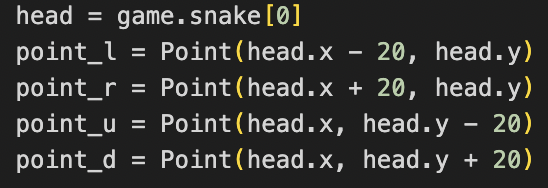 head = game.snake[0]
point_l = Point(head.x - 20, head.y)
point_r = Point(head.x + 20, head.y)
point_u = Point(head.x, head.y - 20)
point_d = Point(head.x, head.y + 20)